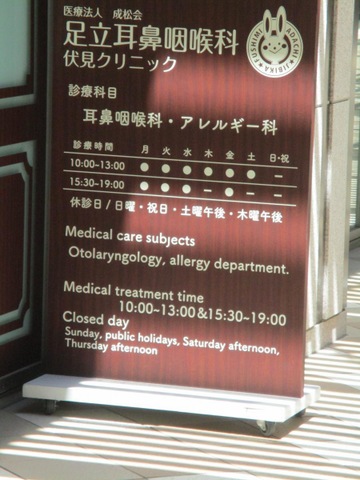 医療法人 成松会
足立耳鼻咽喉科
伏見クリニック
FUSHIMI ADACHI JIBIKA
診療科目
耳鼻咽喉科・アレルギー科
診療時間 月 火 水 木 金 土 日・祝
10:00~13:00 ● ● ● ● ● ● －
15:30~19:00 ● ● ● － ● － －
休診日/日曜・祝日・土曜午後・木曜午後
Medical care subjects
Otolaryngology, allergy department.
Medical treatment time
10:00~13:00&15:30~19:00
Closed day
Sunday, public holidays, Saturday afternoon,
Thursday afternoon